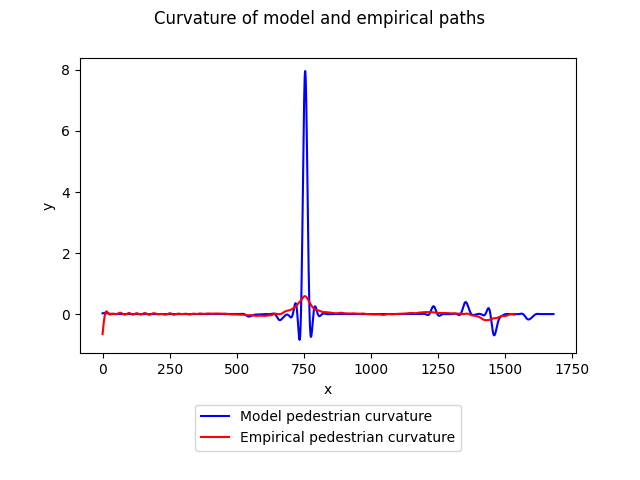 Curvature of model and empirical paths
8
6
4
2
0
y
0 250 500 750 1000 1250 1500 1750
x
Model pedestrian curvature
Empirical pedestrian curvature